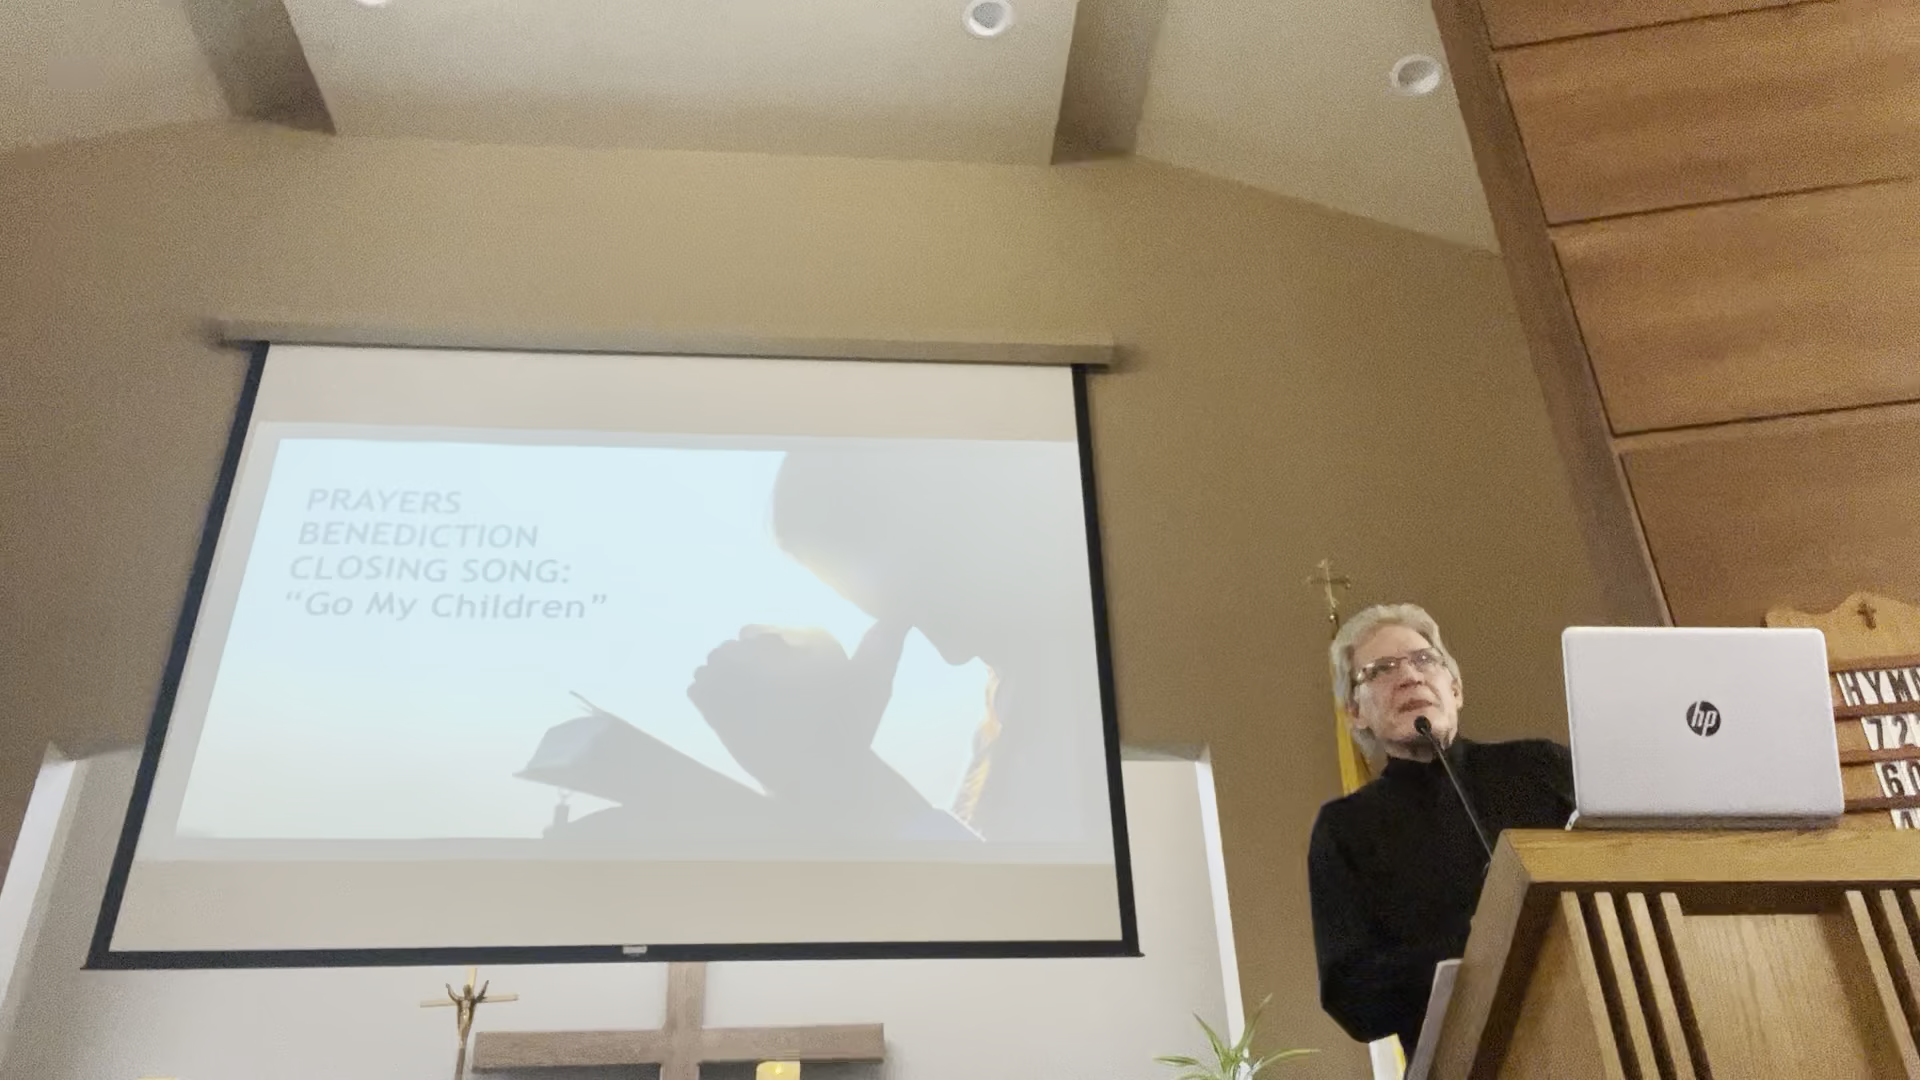 PRAYERS
BENEDICTION
CLOSING SONG:
“Go My Children”
hp